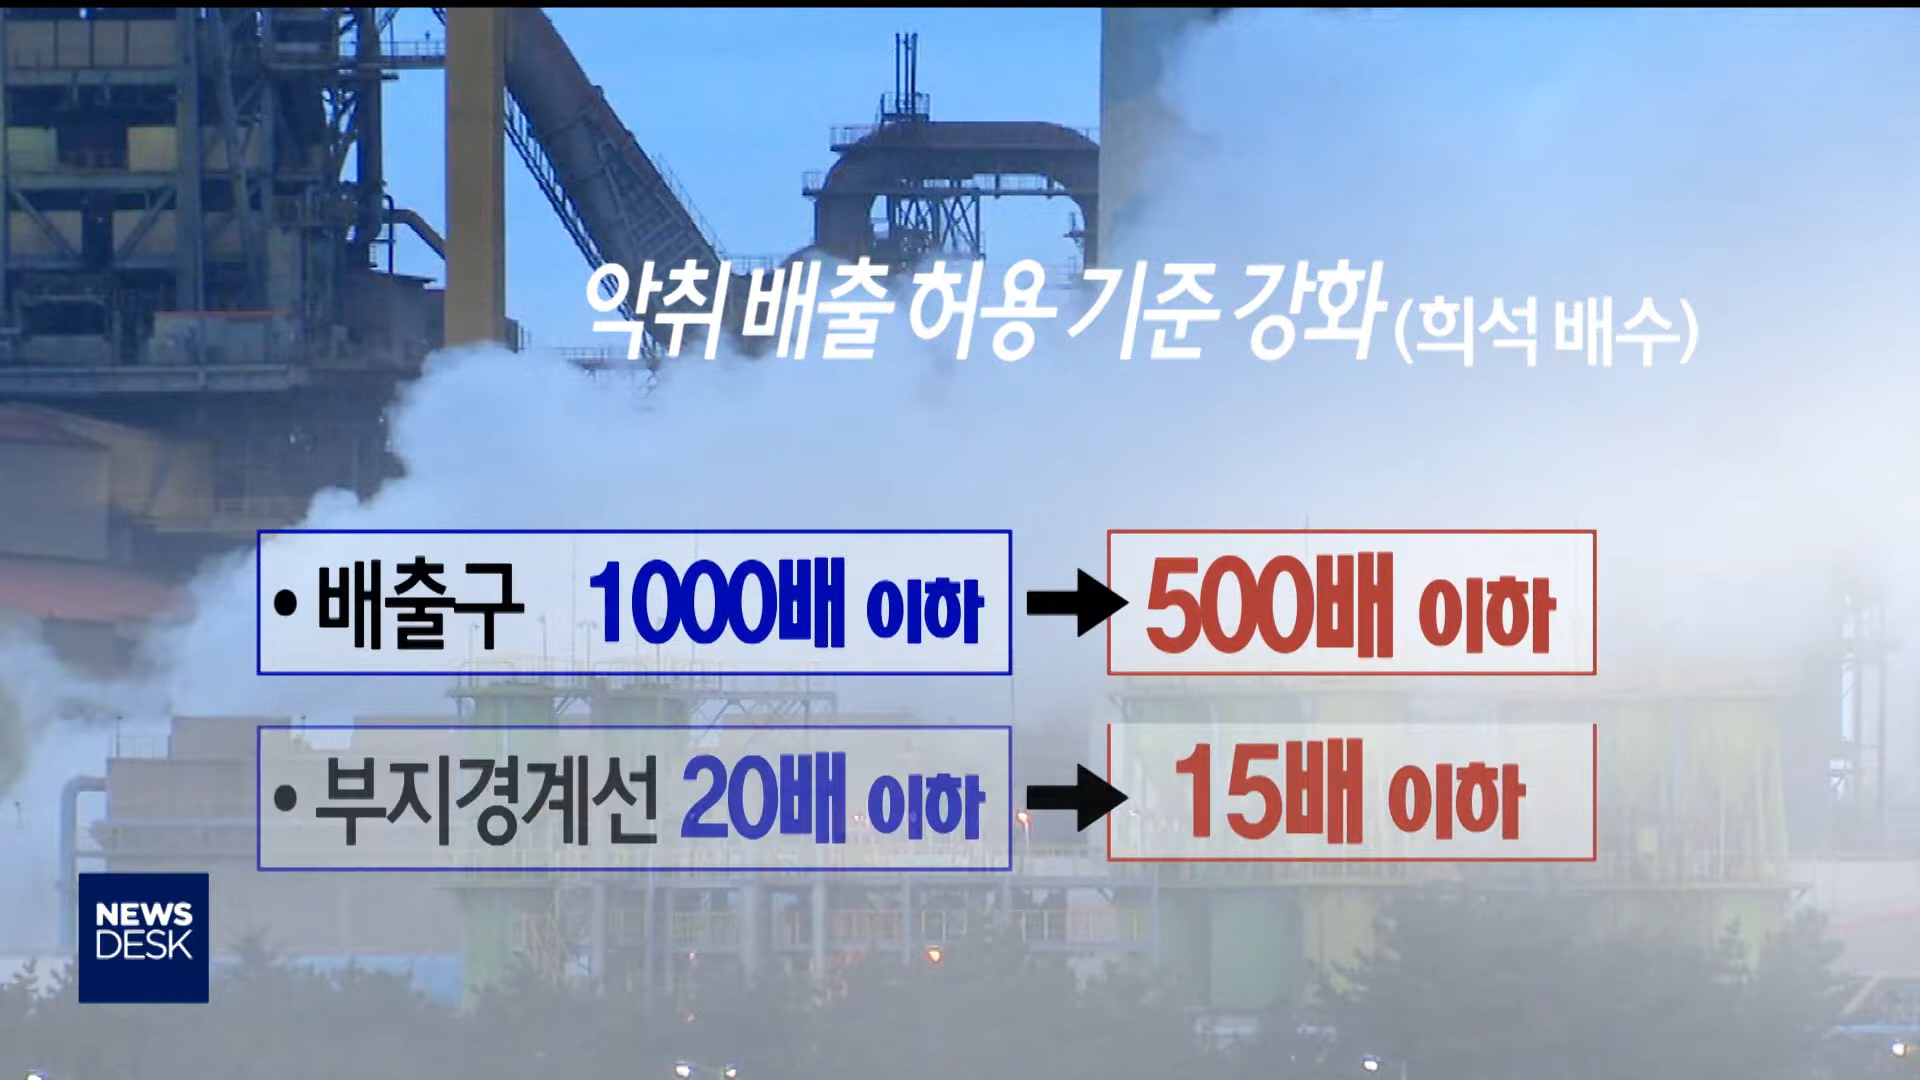 악취 배출 허용 기준 강화 (희석 배수)
• 배출구 1000배 이하 → 500배 이하
• 부지경계선 20배 이하 → 15배 이하
NEWS
DESK